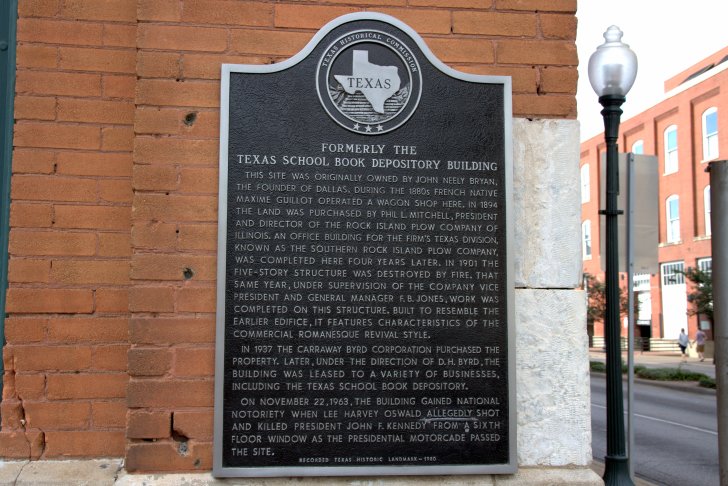 TEXAS HISTORICAL COMMISSION
TEXAS
FORMERLY THE
TEXAS SCHOOL BOOK DEPOSITORY BUILDING
THIS SITE WAS ORIGINALLY OWNED BY JOHN NEELY BRYAN,
THE FOUNDER OF DALLAS. DURING THE 1880s FRENCH NATIVE
MAXIME GUILLOT OPERATED A WAGON SHOP HERE. IN 1894
THE LAND WAS PURCHASED BY PHIL L. MITCHELL, PRESIDENT
AND DIRECTOR OF THE ROCK ISLAND PLOW COMPANY OF
ILLINOIS. AN OFFICE BUILDING FOR THE FIRM'S TEXAS DIVISION,
KNOWN AS THE SOUTHERN ROCK ISLAND PLOW COMPANY,
WAS COMPLETED HERE FOUR YEARS LATER. IN 1901 THE
FIVE-STORY STRUCTURE WAS DESTROYED BY FIRE. THAT
SAME YEAR, UNDER SUPERVISION OF THE COMPANY VICE
PRESIDENT AND GENERAL MANAGER F. B. JONES, WORK WAS
COMPLETED ON THIS STRUCTURE. BUILT TO RESEMBLE THE
EARLIER EDIFICE, IT FEATURES CHARACTERISTICS OF THE
COMMERCIAL ROMANESQUE REVIVAL STYLE.
IN 1937 THE CARRAWAY BYRD CORPORATION PURCHASED THE
PROPERTY. LATER, UNDER THE DIRECTION OF D. H. BYRD, THE
BUILDING WAS LEASED TO A VARIETY OF BUSINESSES,
INCLUDING THE TEXAS SCHOOL BOOK DEPOSITORY.
ON NOVEMBER 22, 1963, THE BUILDING GAINED NATIONAL
NOTORIETY WHEN LEE HARVEY OSWALD ALLEGEDLY SHOT
AND KILLED PRESIDENT JOHN F. KENNEDY FROM A SIXTH
FLOOR WINDOW AS THE PRESIDENTIAL MOTORCADE PASSED
THE SITE.
RECORDED TEXAS HISTORIC LANDMARK - 1980